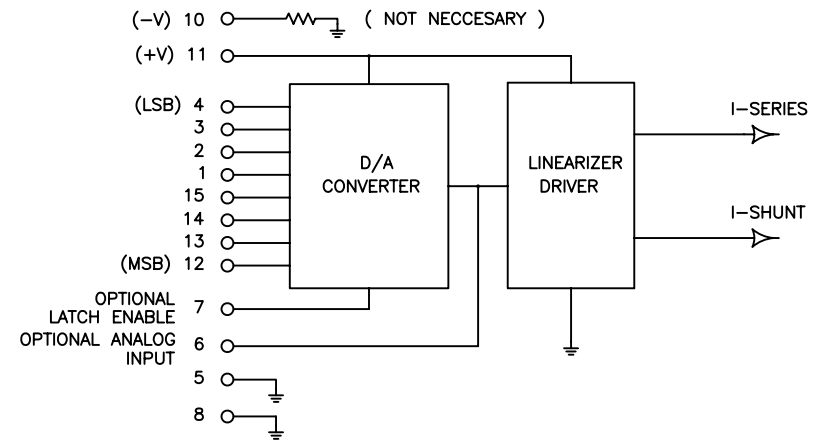 (-V) 10 ( NOT NECCESARY )
(+V) 11
(LSB) 4
3
2
1
15
14
13
(MSB) 12
OPTIONAL
LATCH ENABLE 7
OPTIONAL ANALOG
INPUT 6
5
8
D/A
CONVERTER
LINEARIZER
DRIVER
I-SERIES
I-SHUNT